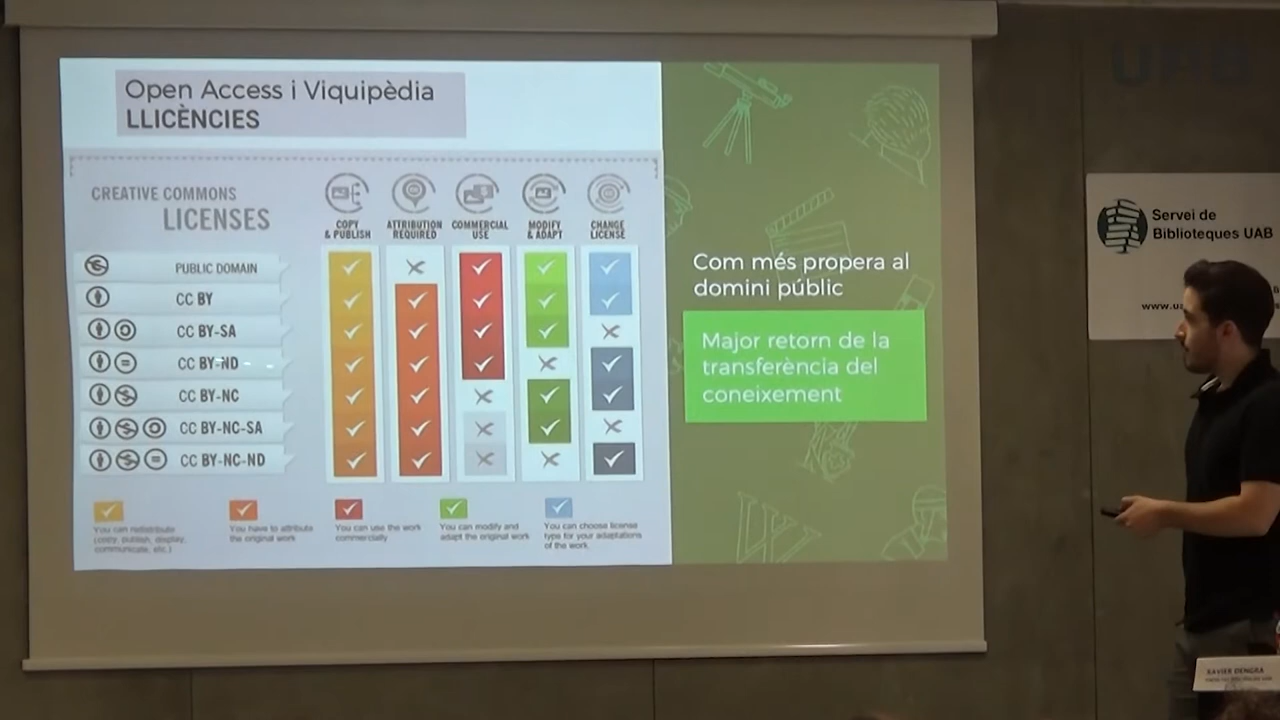 Open Access i Viquipèdia
LLICÈNCIES
CREATIVE COMMONS
LICENSES
COPY
& PUBLISH
ATTRIBUTION
REQUIRED
COMMERCIAL
USE
MODIFY
& ADAPT
CHANGE
LICENSE
PUBLIC DOMAIN
CC BY
CC BY-SA
CC BY-ND
CC BY-NC
CC BY-NC-SA
CC BY-NC-ND
You can redistribute
(copy, publish, display,
communicate, etc.)
You have to attribute
the original work
You can use the work
commercially
You can modify and
adapt the original work
You can choose license
type for your adaptations
of the work.
Com més propera al
domini públic
Major retorn de la
transferència del
coneixement
UAB
Servei de
Biblioteques UAB
XAVIER DENGRA